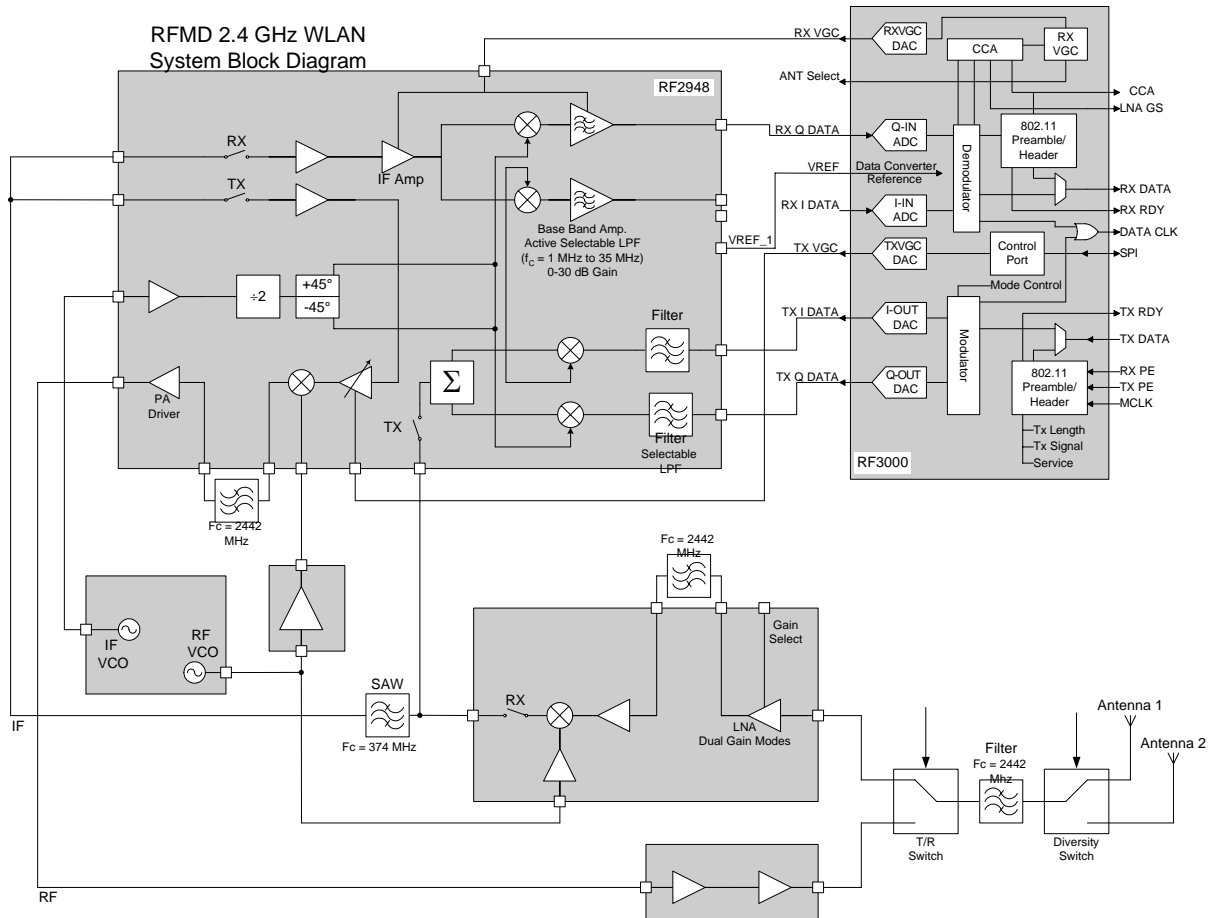 RFMD 2.4 GHz WLAN
System Block Diagram
RF2948
RX
IF Amp
TX
Base Band Amp.
Active Selectable LPF
(fC = 1 MHz to 35 MHz)
0-30 dB Gain
VREF_1
÷2
+45°
-45°
Filter
Σ
PA
Driver
TX
Filter
Selectable
LPF
Fc = 2442
MHz
RX VGC
ANT Select
RX Q DATA
VREF
RX I DATA
TX VGC
TX I DATA
TX Q DATA
RXVGC
DAC
CCA
RX
VGC
Q-IN
ADC
Data Converter
Reference
I-IN
ADC
Demodulator
802.11
Preamble/
Header
TXVGC
DAC
Control
Port
Mode Control
I-OUT
DAC
Q-OUT
DAC
Modulator
802.11
Preamble/
Header
Tx Length
Tx Signal
Service
RF3000
CCA
LNA GS
RX DATA
RX RDY
DATA CLK
SPI
TX RDY
TX DATA
RX PE
TX PE
MCLK
IF
VCO
RF
VCO
IF
SAW
Fc = 374 MHz
Fc = 2442
MHz
Gain
Select
RX
LNA
Dual Gain Modes
T/R
Switch
Filter
Fc = 2442
Mhz
Diversity
Switch
Antenna 1
Antenna 2
RF